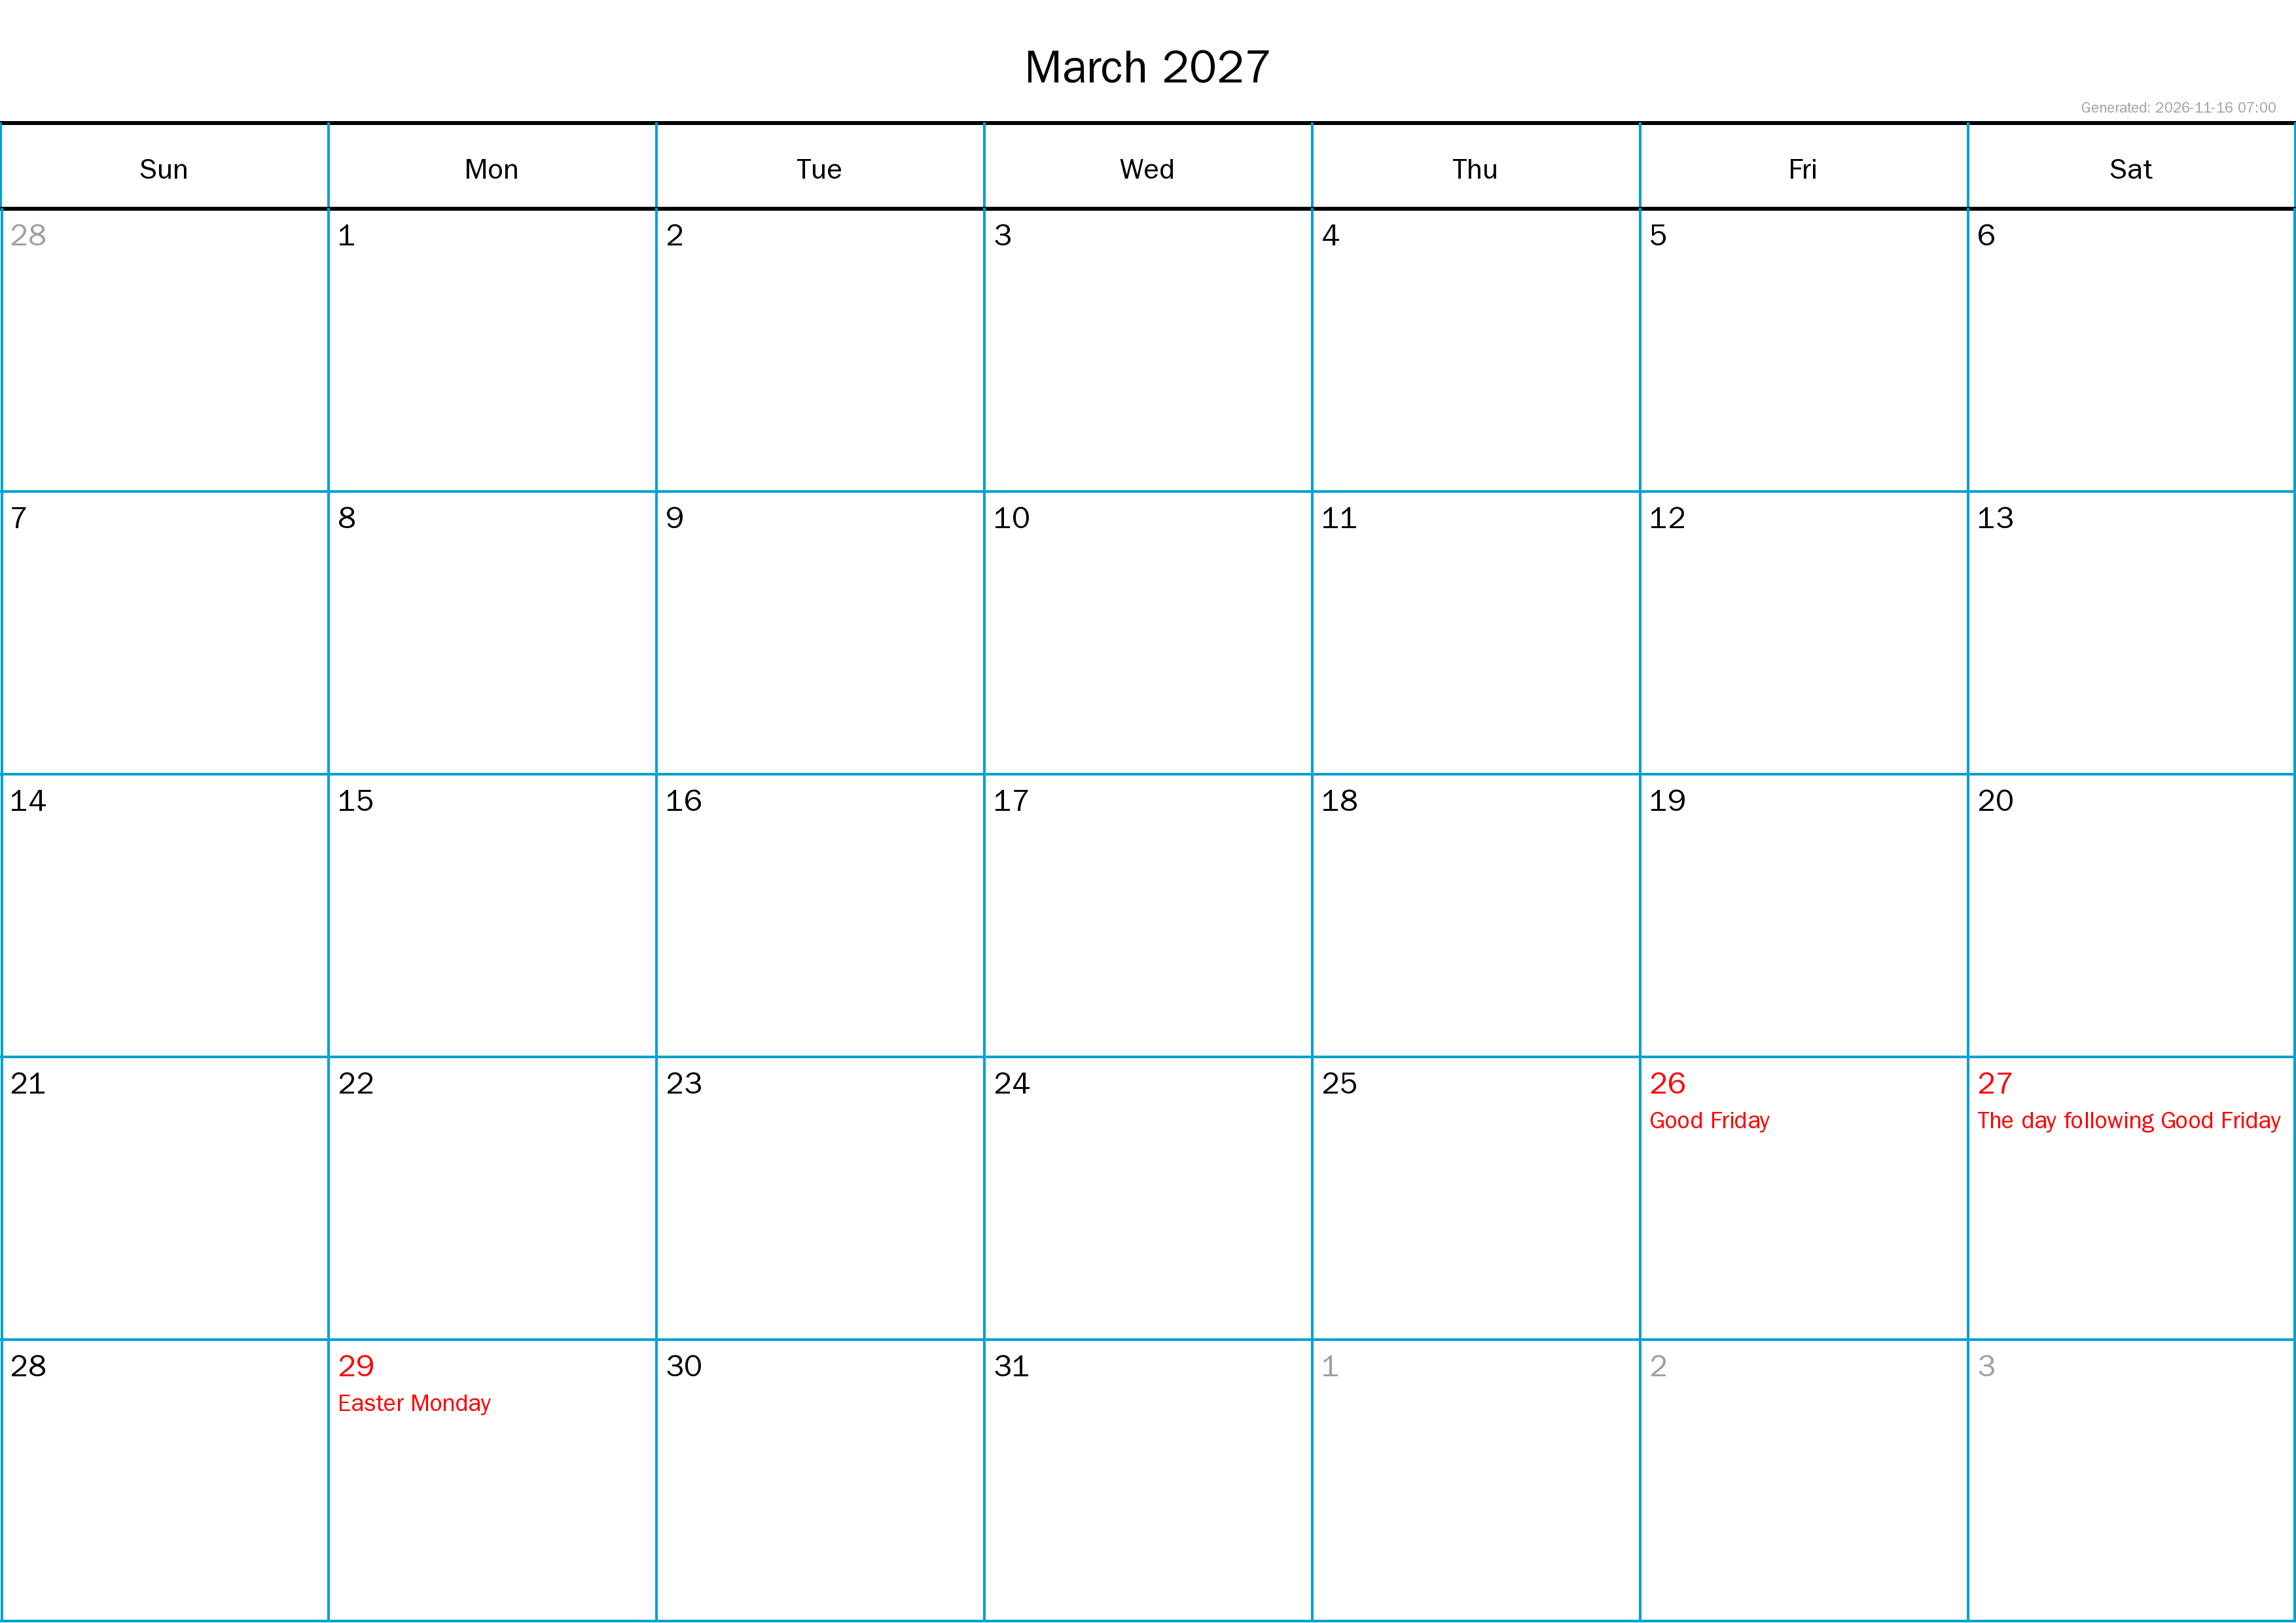 March 2027
Generated: 2026-11-16 07:00
Sun Mon Tue Wed Thu Fri Sat
28 1 2 3 4 5 6
7 8 9 10 11 12 13
14 15 16 17 18 19 20
21 22 23 24 25 26 27
Good Friday The day following Good Friday
28 29 30 31 1 2 3
Easter Monday